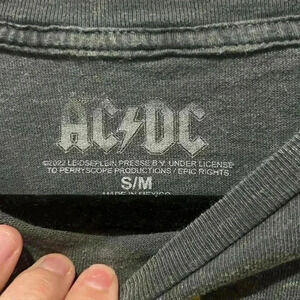 AC⚡DC
©2022 LEIDSEPLEIN PRESSE B.V. UNDER LICENSE
TO PERRYSCOPE PRODUCTIONS / EPIC RIGHTS
S/M
MADE IN MEXICO